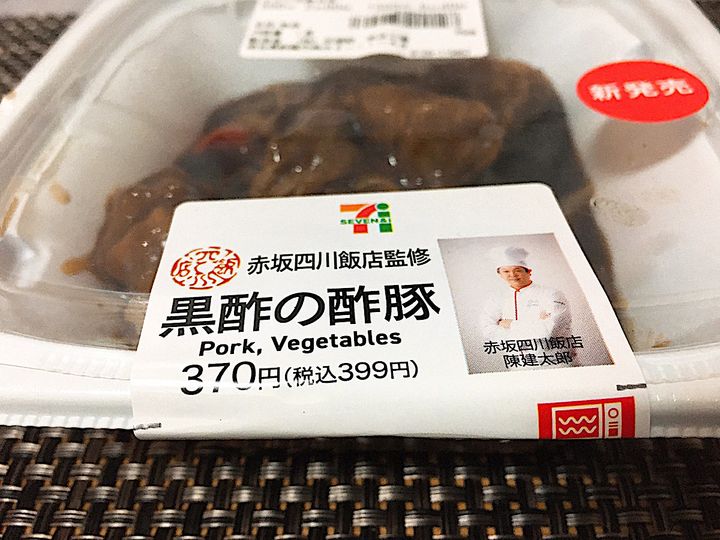 新発売
SEVEN&i
赤坂四川飯店監修
黒酢の酢豚
Pork, Vegetables
370円(税込399円)
赤坂四川飯店
陳建太郎